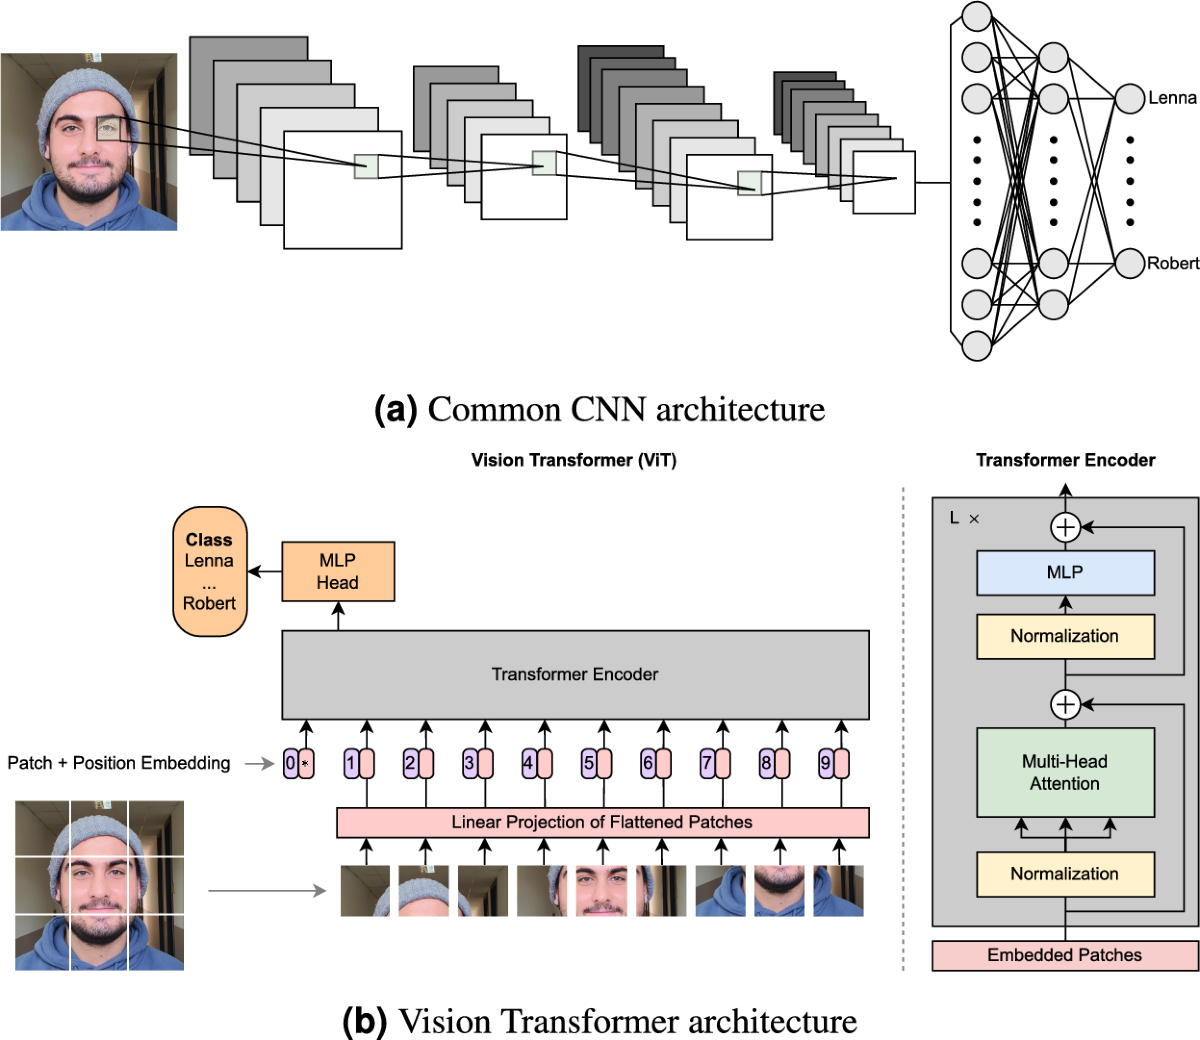 Lenna
Robert
(a) Common CNN architecture
Vision Transformer (ViT)
Transformer Encoder
Class
Lenna
...
Robert
MLP
Head
Transformer Encoder
Patch + Position Embedding
0 * 1 2 3 4 5 6 7 8 9
Linear Projection of Flattened Patches
L ×
+
MLP
Normalization
+
Multi-Head
Attention
Normalization
Embedded Patches
(b) Vision Transformer architecture